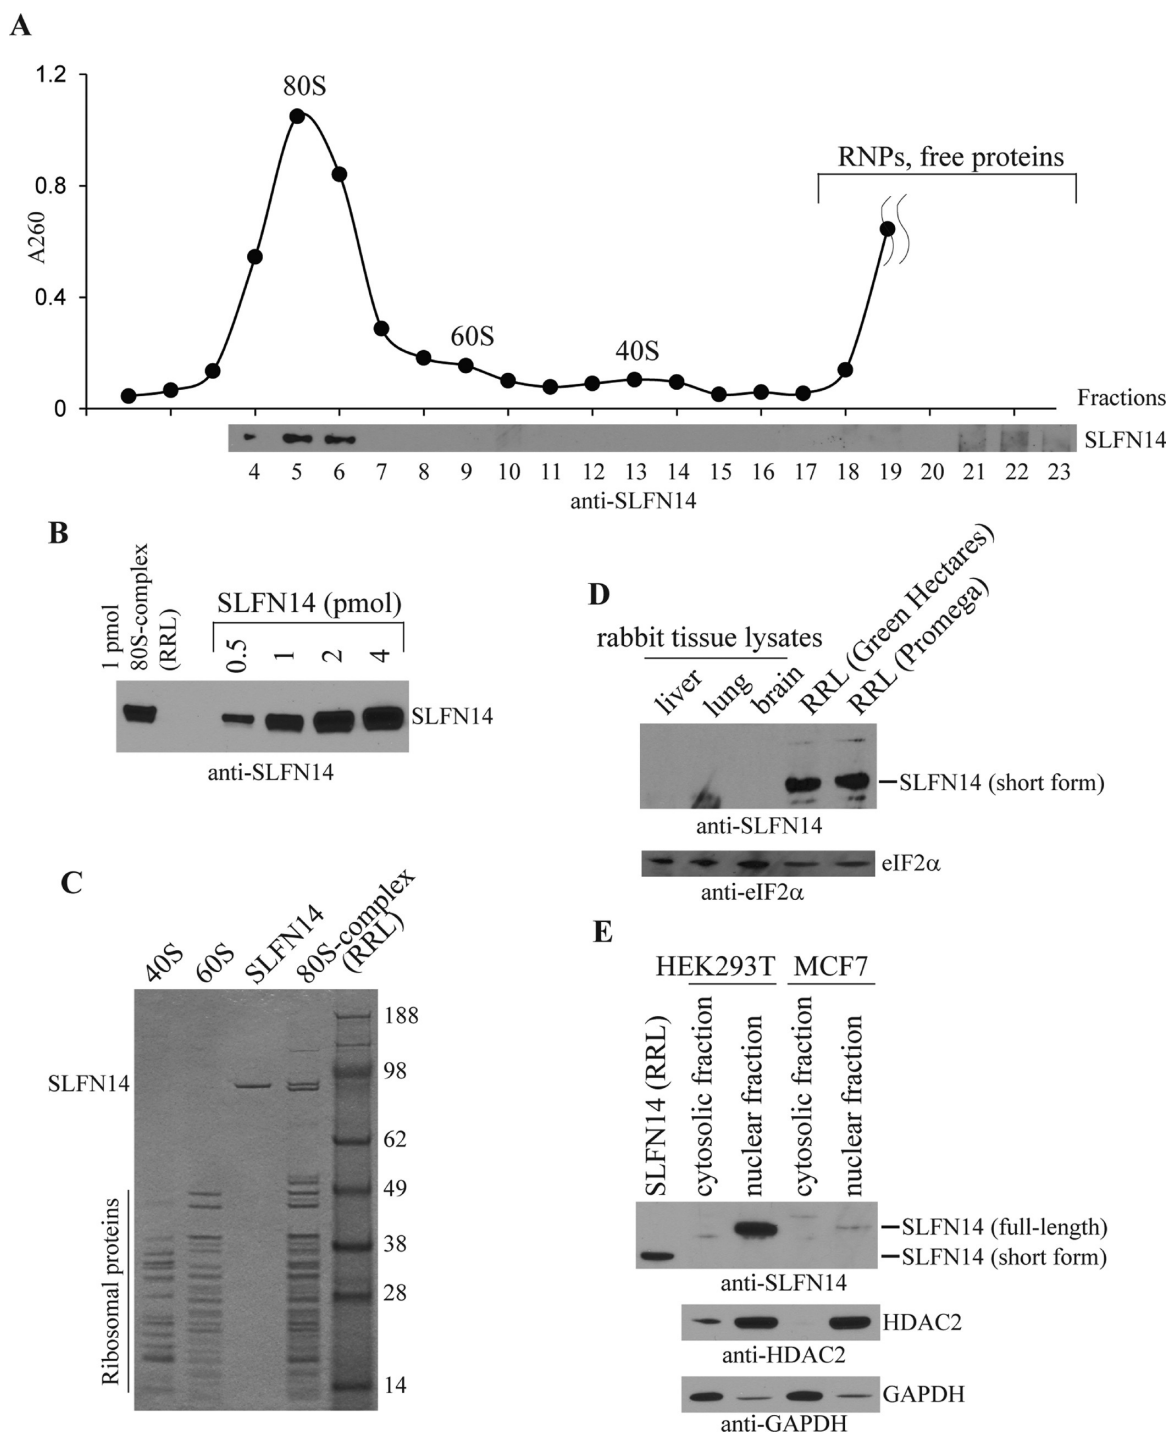 A
1.2
80S
RNPs, free proteins
0.8
A260
0.4
60S
40S
0
Fractions
SLFN14
4 5 6 7 8 9 10 11 12 13 14 15 16 17 18 19 20 21 22 23
anti-SLFN14
B
1 pmol
80S-complex
(RRL)
SLFN14 (pmol)
0.5 1 2 4
SLFN14
anti-SLFN14
C
40S
60S
SLFN14
80S-complex
(RRL)
188
98
SLFN14
62
49
38
28
14
Ribosomal proteins
D
rabbit tissue lysates
liver
lung
brain
RRL (Green Hectares)
RRL (Promega)
SLFN14 (short form)
anti-SLFN14
eIF2α
anti-eIF2α
E
HEK293T MCF7
SLFN14 (RRL)
cytosolic fraction
nuclear fraction
cytosolic fraction
nuclear fraction
SLFN14 (full-length)
SLFN14 (short form)
anti-SLFN14
HDAC2
anti-HDAC2
GAPDH
anti-GAPDH